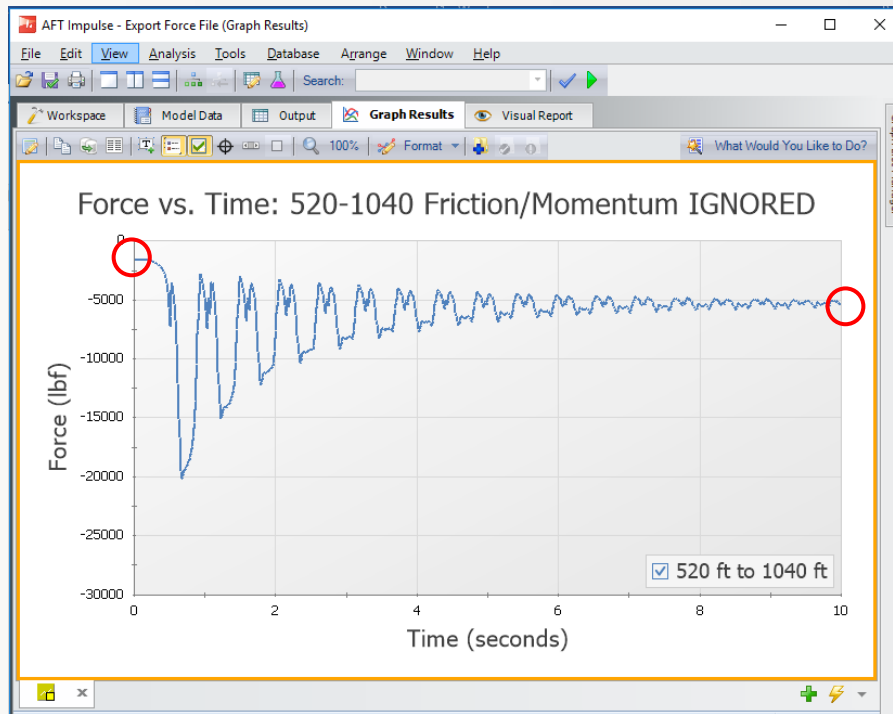 AFT Impulse - Export Force File (Graph Results)
File Edit View Analysis Tools Database Arrange Window Help
Search:
Workspace Model Data Output Graph Results Visual Report
100% Format What Would You Like to Do?
Force vs. Time: 520-1040 Friction/Momentum IGNORED
0
-5000
-10000
-15000
-20000
-25000
-30000
Force (lbf)
520 ft to 1040 ft
0 2 4 6 8 10
Time (seconds)